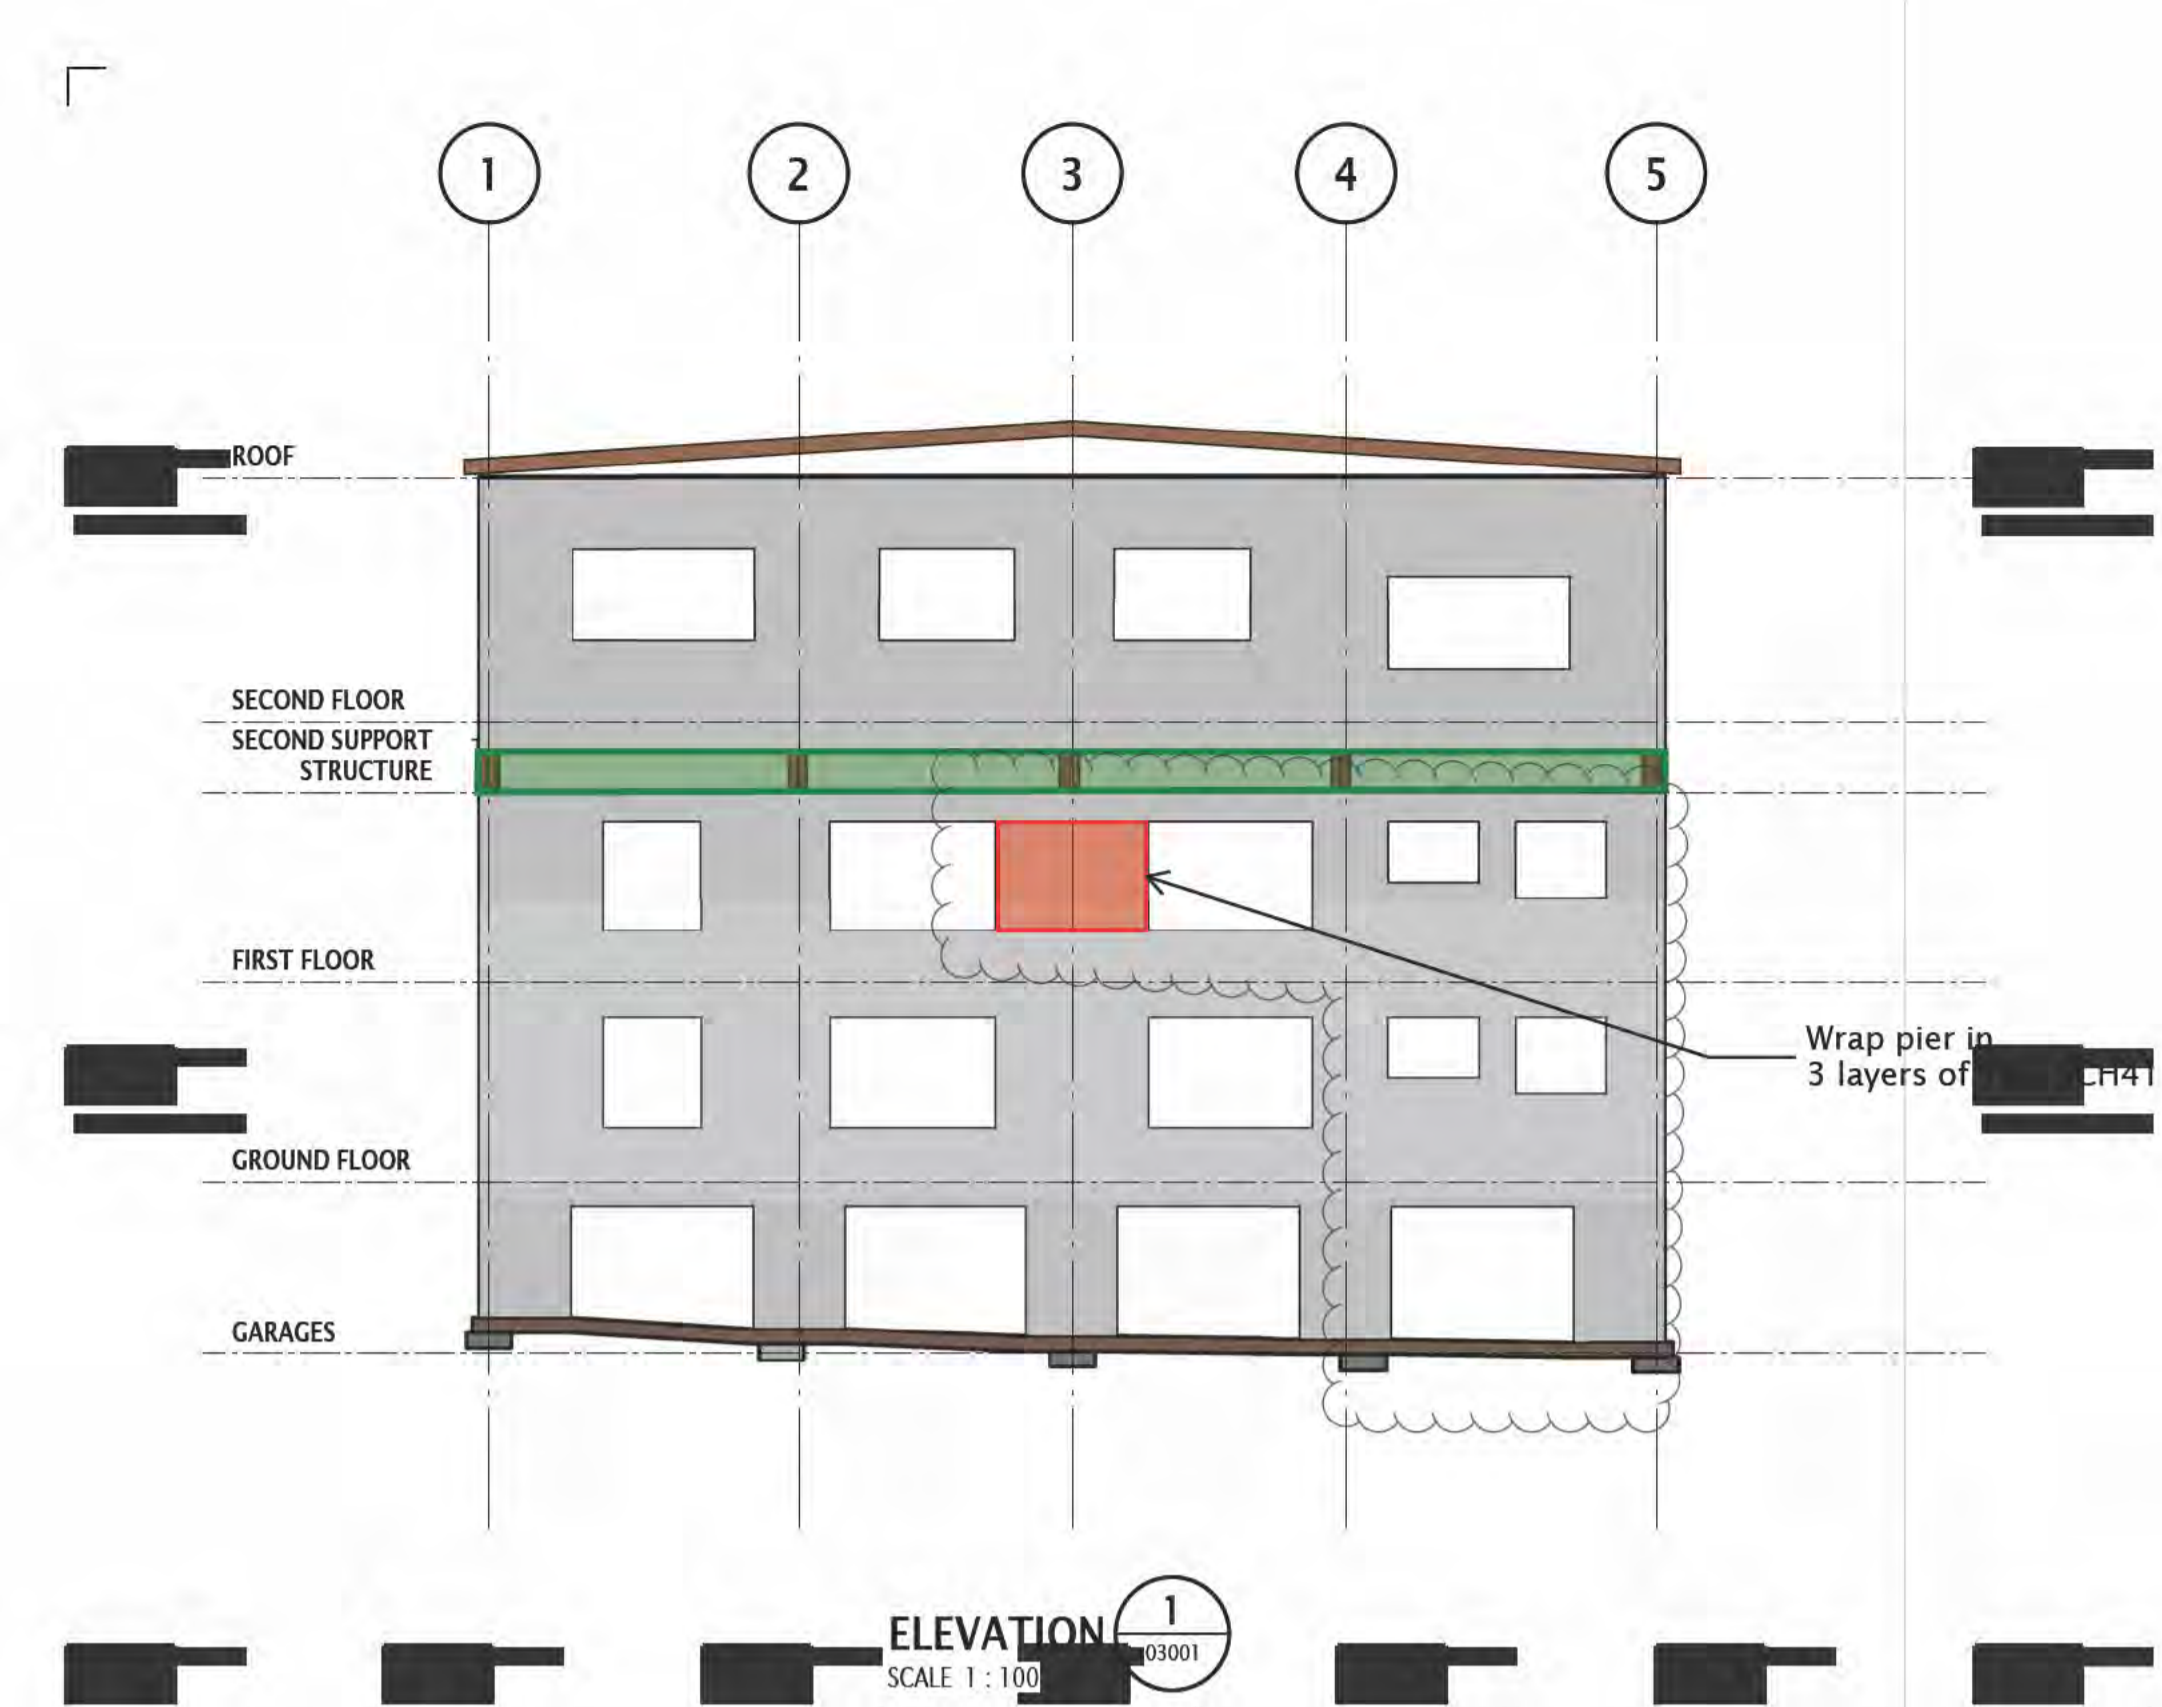 1 2 3 4 5
ROOF
SECOND FLOOR
SECOND SUPPORT
STRUCTURE
FIRST FLOOR
Wrap pier in
3 layers of CH41
GROUND FLOOR
GARAGES
ELEVATION 1
03001
SCALE 1 : 100